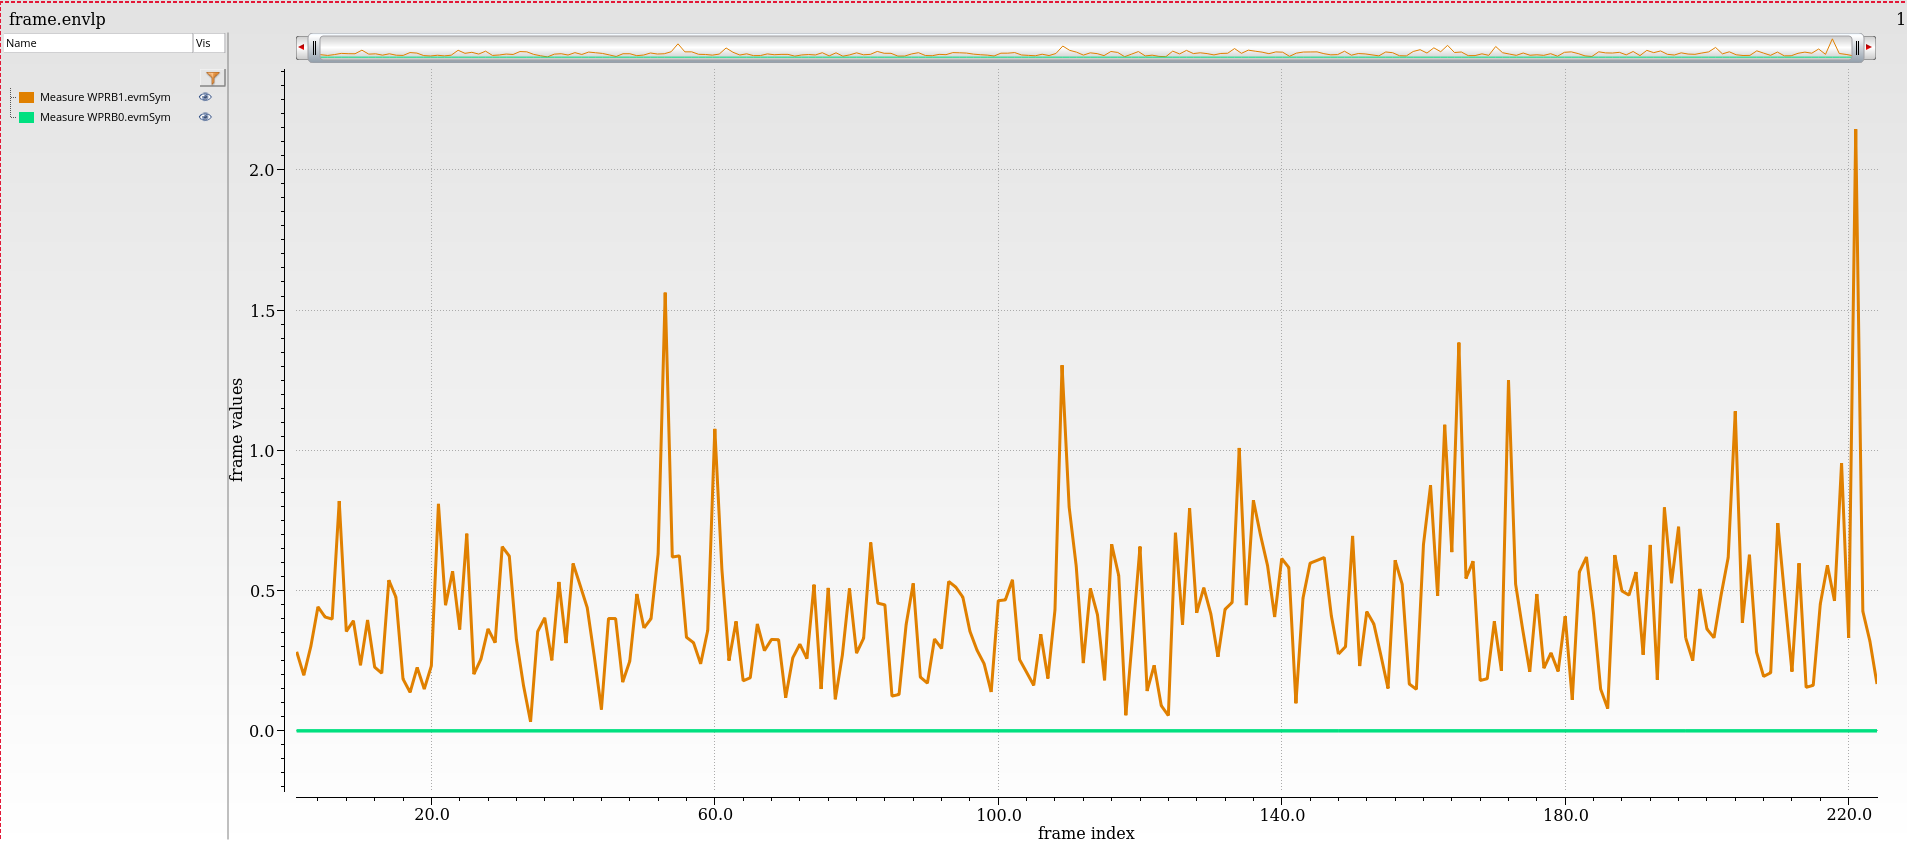 frame.envlp
1
Name Vis
Measure WPRB1.evmSym
Measure WPRB0.evmSym
frame values
2.0
1.5
1.0
0.5
0.0
20.0 60.0 100.0 140.0 180.0 220.0
frame index